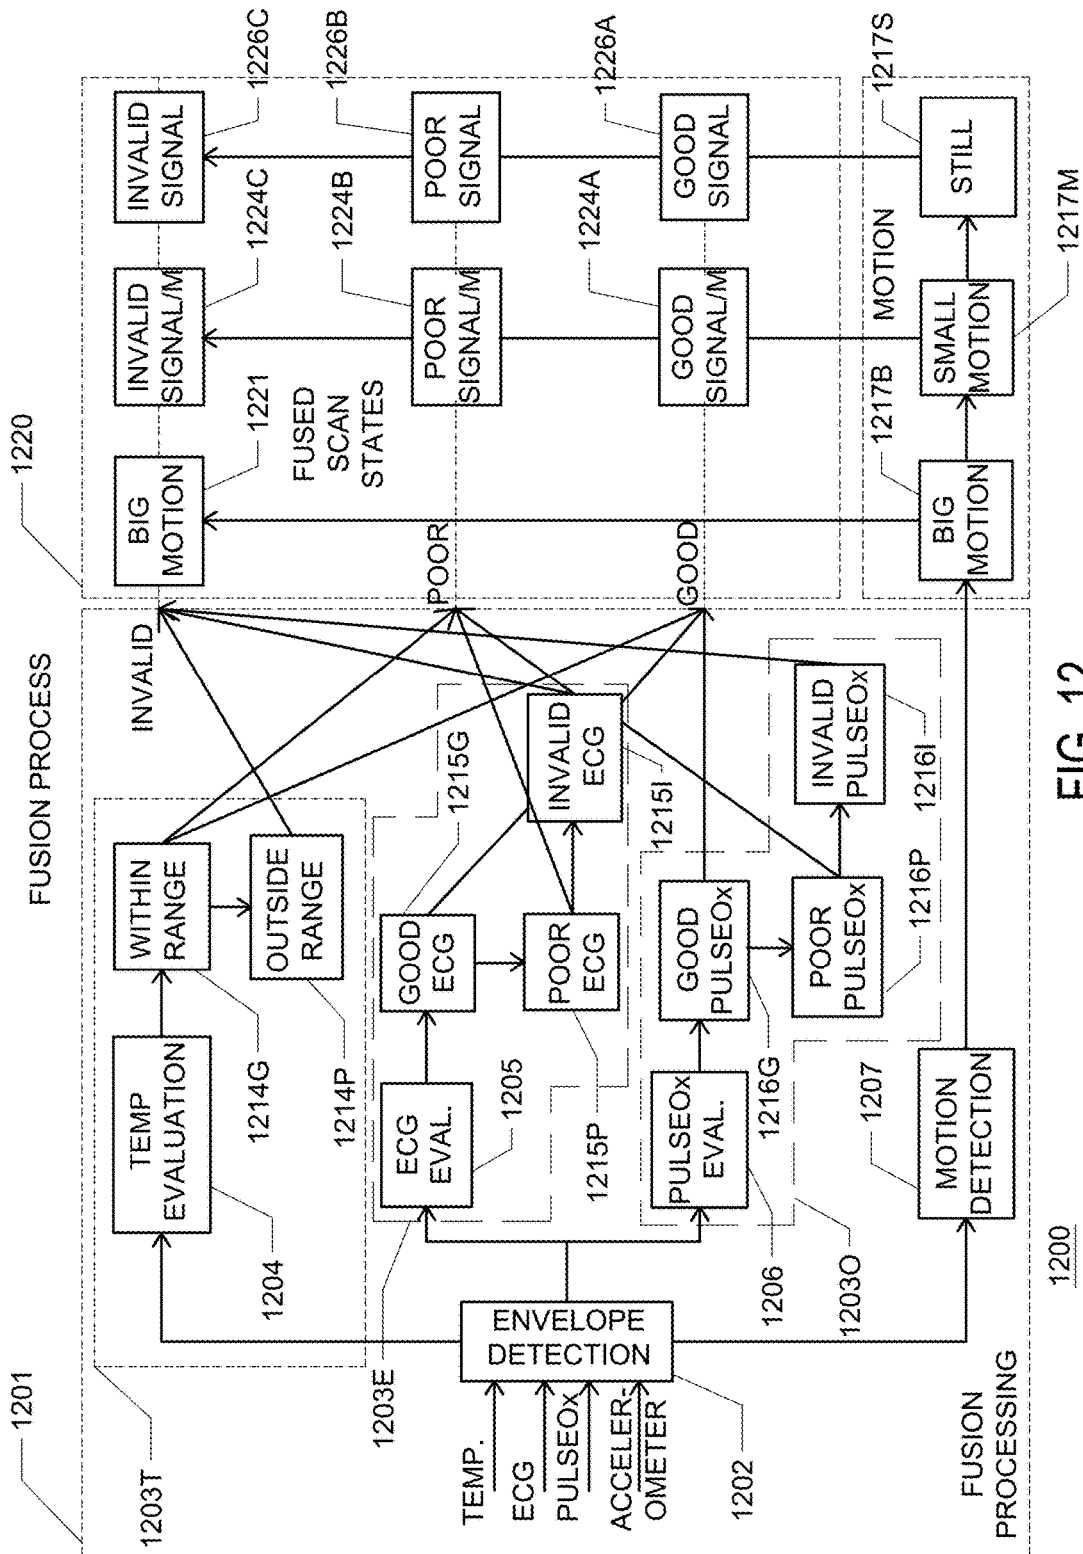 FUSION PROCESS
1201
1220
1203T
TEMP
EVALUATION
1204
WITHIN
RANGE
1214G
OUTSIDE
RANGE
1214P
INVALID
BIG
MOTION
1221
INVALID
SIGNAL/M
1224C
INVALID
SIGNAL
1226C
FUSED
SCAN
STATES
1203E
ECG
EVAL.
1205
GOOD
ECG
1215G
POOR
ECG
1215P
INVALID
ECG
1215I
POOR
POOR
SIGNAL/M
1224B
POOR
SIGNAL
1226B
TEMP.
ECG
PULSEOx
ACCELER-
OMETER
ENVELOPE
DETECTION
1202
PULSEOx
EVAL.
1206
GOOD
PULSEOx
1216G
POOR
PULSEOx
1216P
INVALID
PULSEOx
1216I
1203O
GOOD
GOOD
SIGNAL/M
1224A
GOOD
SIGNAL
1226A
MOTION
DETECTION
1207
BIG
MOTION
1217B
SMALL
MOTION
1217M
MOTION
STILL
1217S
FUSION
PROCESSING
1200
FIG. 12